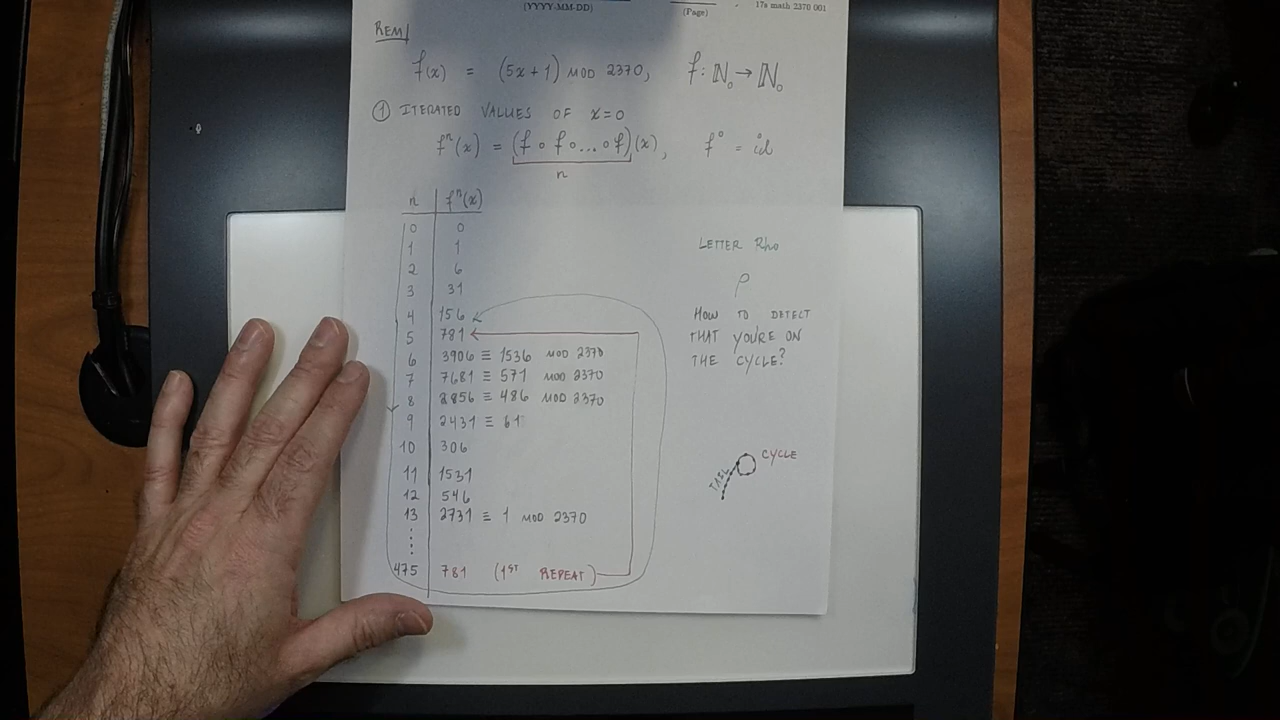 (YYYY-MM-DD)
(Page)
17s math 2370 001
REM
f(x) = (5x + 1) MOD 2370, f: ℕ₀ → ℕ₀
① ITERATED VALUES OF x=0
fⁿ(x) = (f ∘ f ∘ ... ∘ f)(x), f⁰ = id
n
n fⁿ(x)
0 0
1 1
2 6
3 31
4 156
5 781
6 3906 ≡ 1536 MOD 2370
7 7681 ≡ 571 MOD 2370
8 2856 ≡ 486 MOD 2370
9 2431 ≡ 61
10 306
11 1531
12 546
13 2731 ≡ 1 MOD 2370
475 781 (1ST REPEAT)
LETTER Rho
ρ
HOW TO DETECT
THAT YOU'RE ON
THE CYCLE?
CYCLE
TAIL